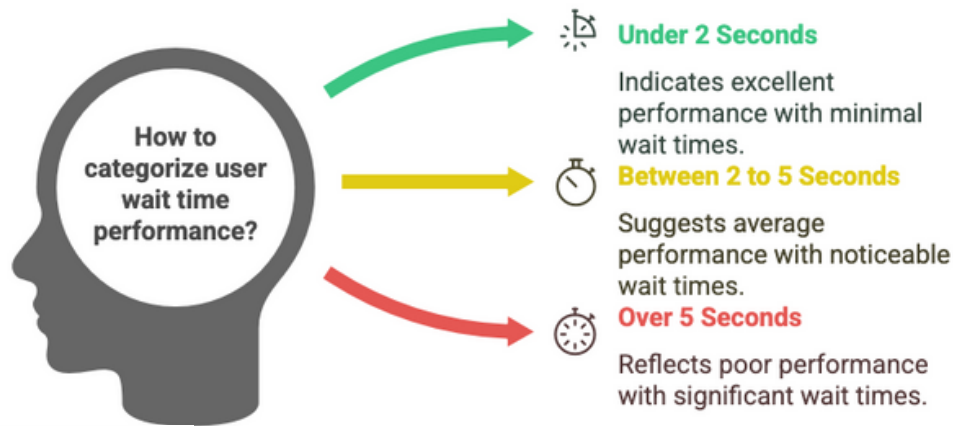 How to
categorize user
wait time
performance?
Under 2 Seconds
Indicates excellent
performance with minimal
wait times.
Between 2 to 5 Seconds
Suggests average
performance with noticeable
wait times.
Over 5 Seconds
Reflects poor performance
with significant wait times.